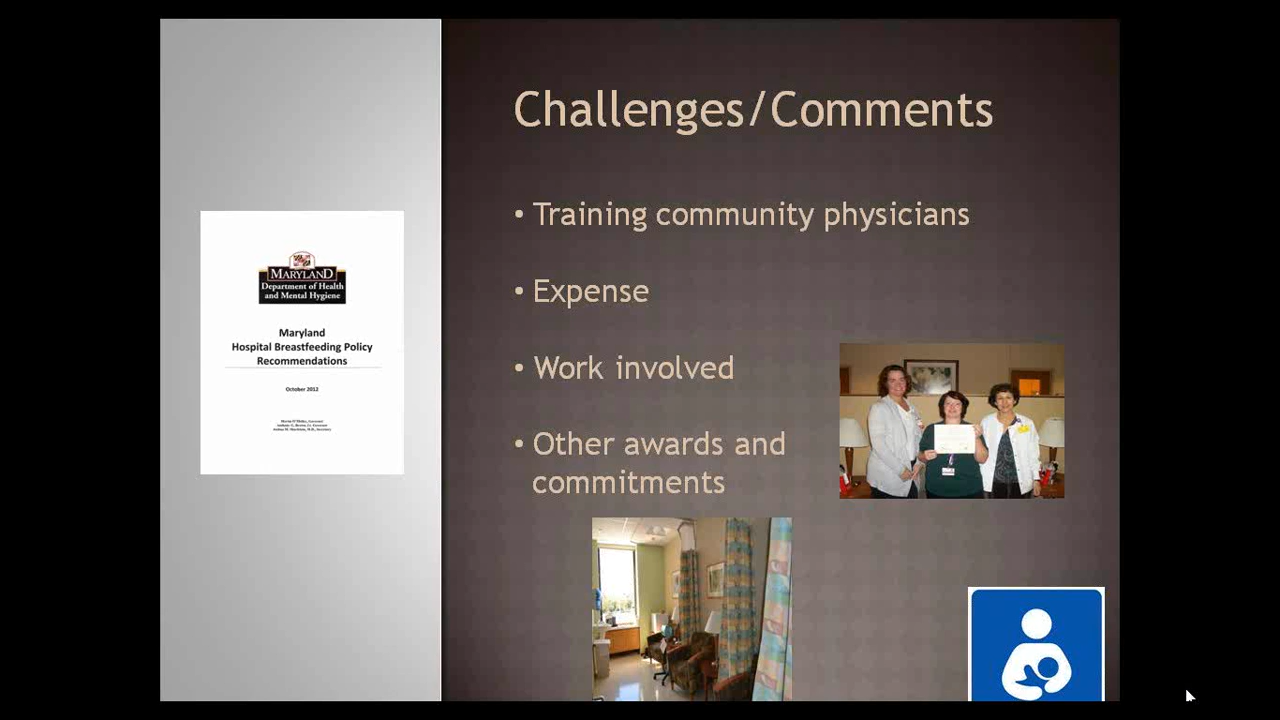 Challenges/Comments
• Training community physicians
• Expense
• Work involved
• Other awards and
commitments
MARYLAND
Department of Health
and Mental Hygiene
Maryland
Hospital Breastfeeding Policy
Recommendations
October 2012